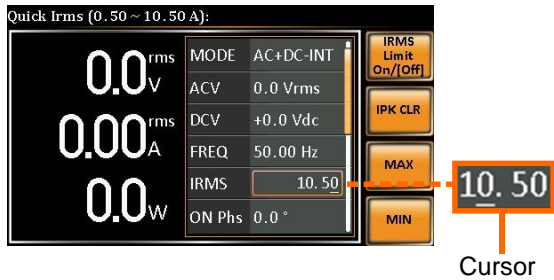 Quick Irms (0.50 ~ 10.50 A):
0.0 rms V
0.00 rms A
0.0 W
MODE AC+DC-INT
ACV 0.0 Vrms
DCV +0.0 Vdc
FREQ 50.00 Hz
IRMS 10.50
ON Phs 0.0 °
IRMS
Limit
On/[Off]
IPK CLR
MAX
MIN
10.50
Cursor